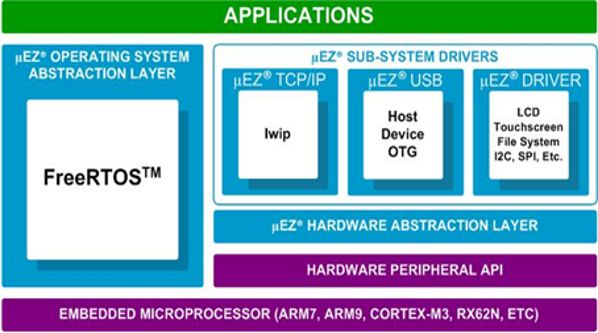 APPLICATIONS
µEZ® OPERATING SYSTEM
ABSTRACTION LAYER
FreeRTOS™
µEZ® SUB-SYSTEM DRIVERS
µEZ® TCP/IP
Iwip
µEZ® USB
Host
Device
OTG
µEZ® DRIVER
LCD
Touchscreen
File System
I2C, SPI, Etc.
µEZ® HARDWARE ABSTRACTION LAYER
HARDWARE PERIPHERAL API
EMBEDDED MICROPROCESSOR (ARM7, ARM9, CORTEX-M3, RX62N, ETC)